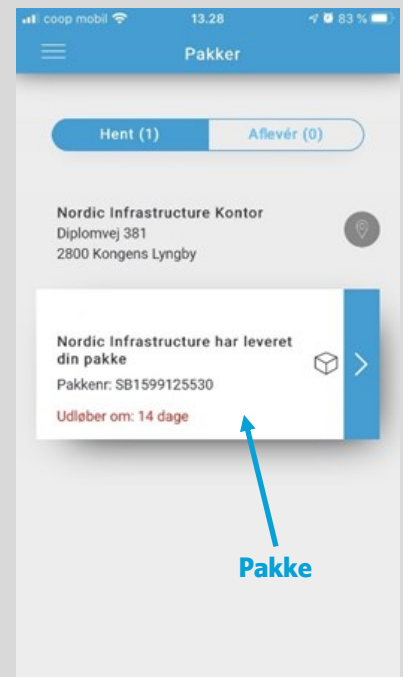 coop mobil 13.28 83 %
Pakker
Hent (1) Aflevér (0)
Nordic Infrastructure Kontor
Diplomvej 381
2800 Kongens Lyngby
Nordic Infrastructure har leveret
din pakke
Pakkenr: SB1599125530
Udløber om: 14 dage
Pakke